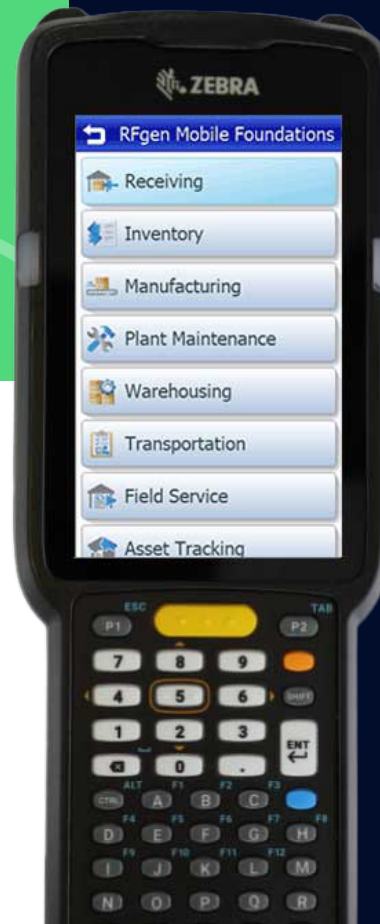 ZEBRA
RFgen Mobile Foundations
Receiving
Inventory
Manufacturing
Plant Maintenance
Warehousing
Transportation
Field Service
Asset Tracking
ESC TAB
P1 P2
7 8 9
4 5 6 SHIFT
1 2 3
ENT
0 .
ALT F1 F2 F3
CTRL A B C
F4 F5 F6 F7 F8
D E F G H
F9 F10 F11 F12
I J K L M
N O P Q R